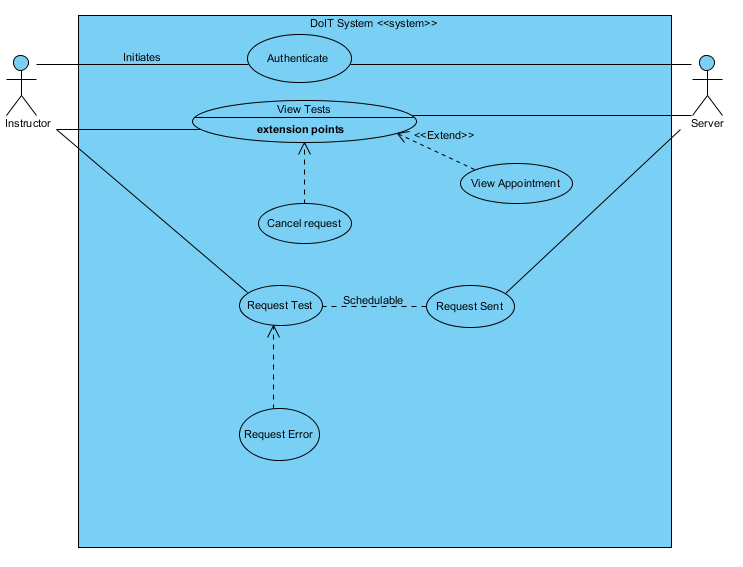 DoIT System <<system>>
Initiates
Authenticate
Instructor
Server
View Tests
extension points
<<Extend>>
View Appointment
Cancel request
Request Test
Schedulable
Request Sent
Request Error